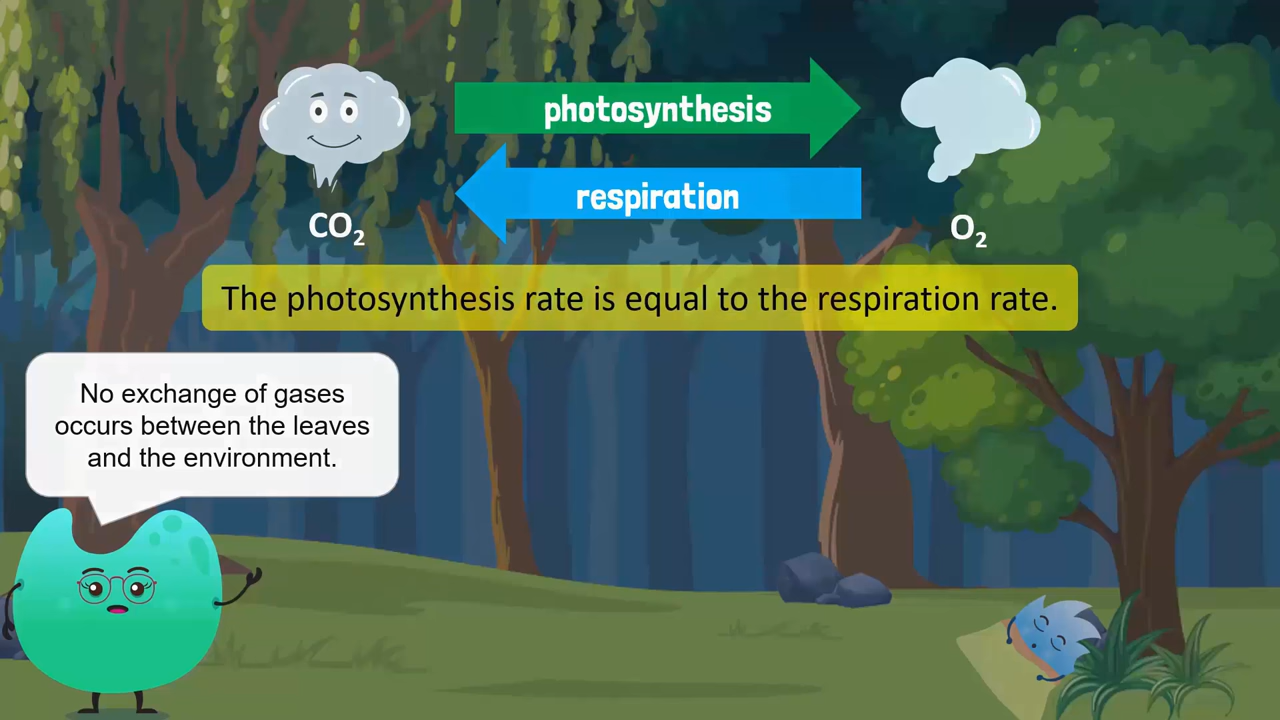 photosynthesis
respiration
CO₂
O₂
The photosynthesis rate is equal to the respiration rate.
No exchange of gases
occurs between the leaves
and the environment.